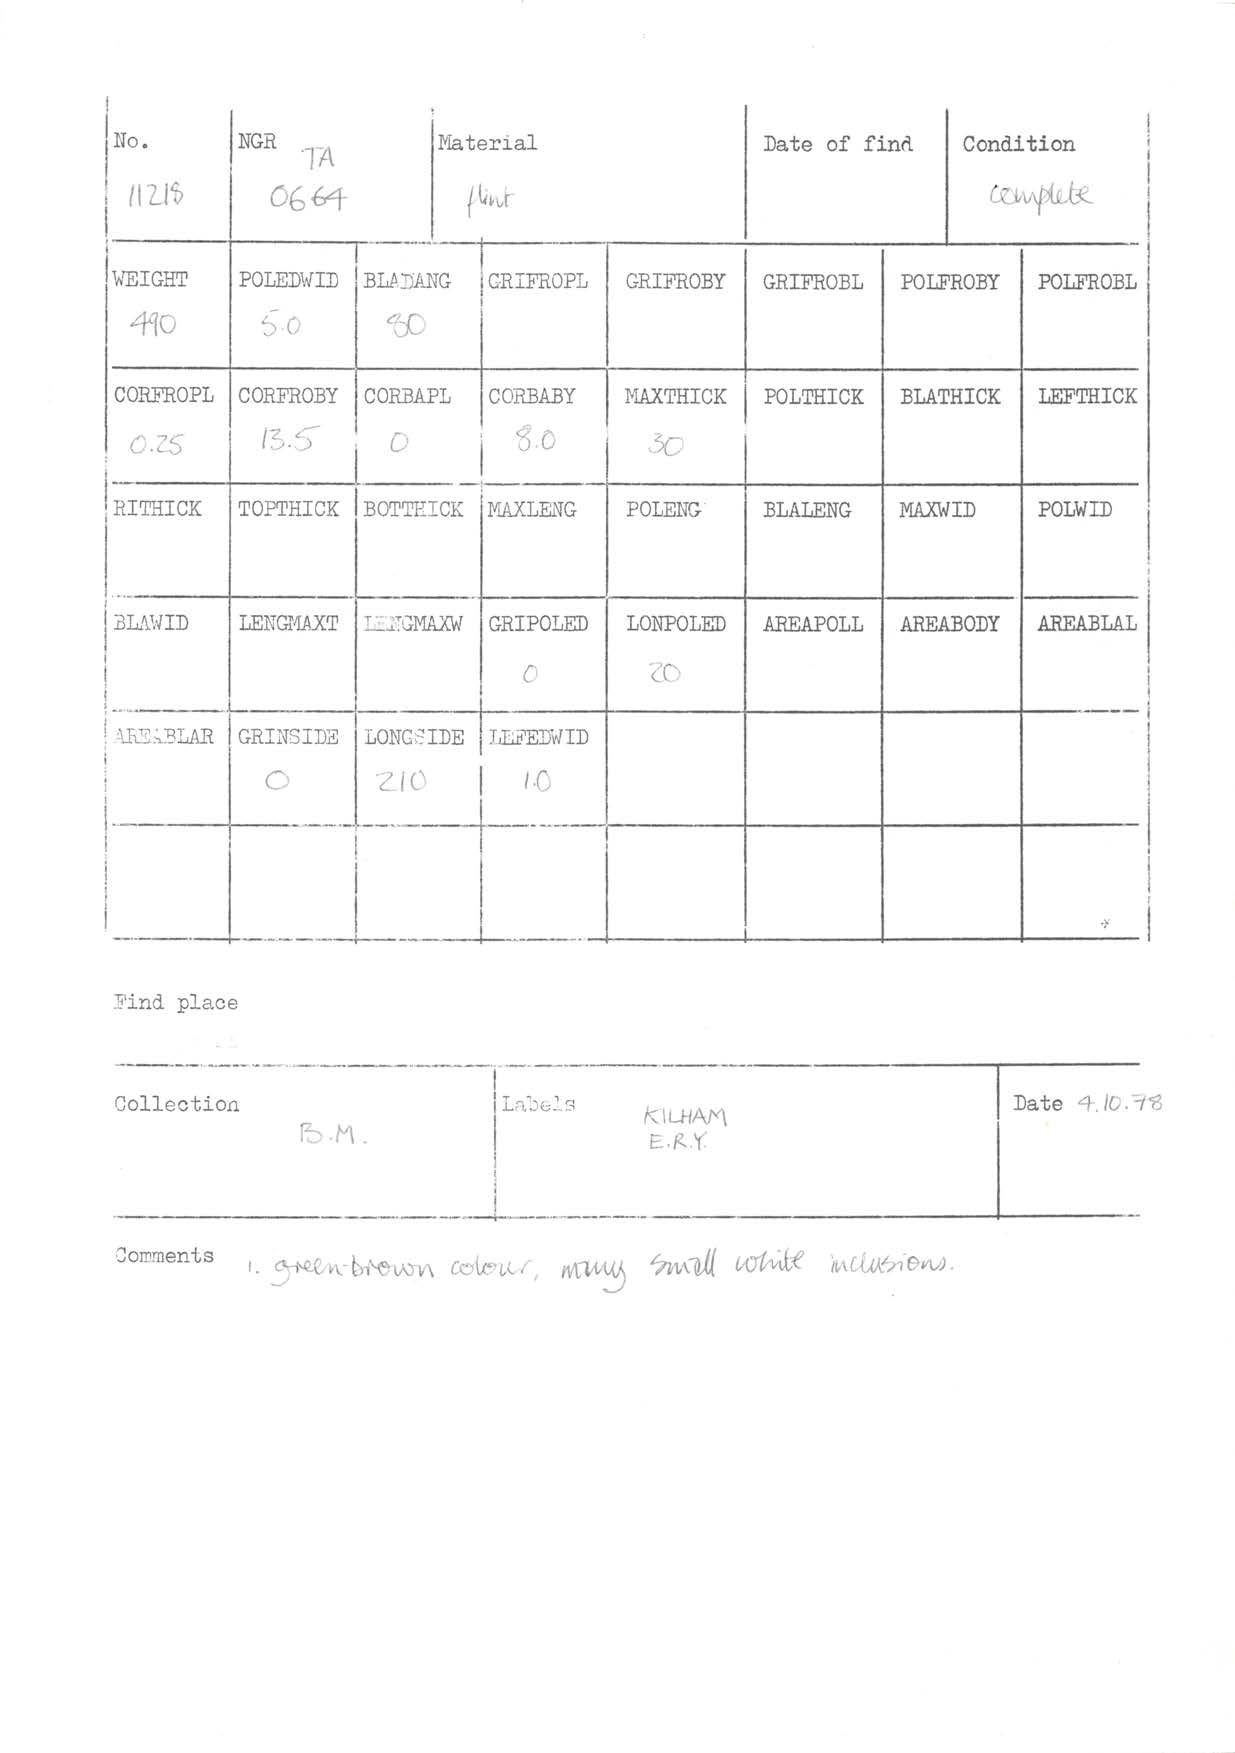 No. NGR Material Date of find Condition
TA
11218 0664 flint complete
WEIGHT POLEDWID BLADANG GRIFROPL GRIFROBY GRIFROBL POLFROBY POLFROBL
490 5.0 80
CORFROPL CORFROBY CORBAPL CORBABY MAXTHICK POLTHICK BLATHICK LEFTHICK
0.25 13.5 0 8.0 30
RITHICK TOPTHICK BOTTHICK MAXLENG POLENG BLALENG MAXWID POLWID
BLAWID LENGMAXT LENGMAXW GRIPOLED LONPOLED AREAPOLL AREABODY AREABLAL
0 20
AREABLAR GRINSIDE LONGSIDE LEFEDWID
0 210 1.0
Find place
Collection Labels Date 4.10.78
B.M. KILHAM
E.R.Y.
Comments 1. green-brown colour, many small white inclusions.